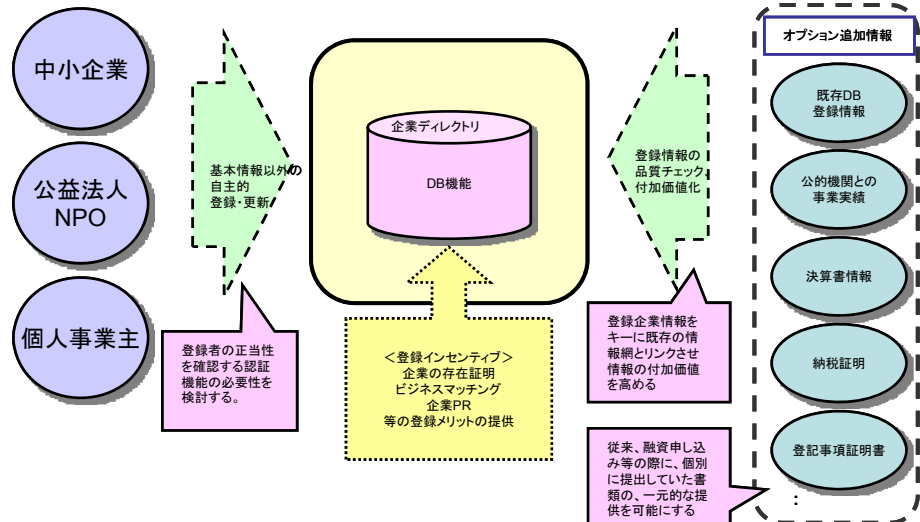 中小企業
公益法人
NPO
個人事業主
基本情報以外の
自主的
登録・更新
登録者の正当性
を確認する認証
機能の必要性を
検討する。
企業ディレクトリ
DB機能
＜登録インセンティブ＞
企業の存在証明
ビジネスマッチング
企業PR
等の登録メリットの提供
登録情報の
品質チェック、
付加価値化
登録企業情報を
キーに既存の情
報網とリンクさせ
情報の付加価値
を高める
従来、融資申し込
み等の際に、個別
に提出していた書
類の、一元的な提
供を可能にする
オプション追加情報
既存DB
登録情報
公的機関との
事業実績
決算書情報
納税証明
登記事項証明書
：